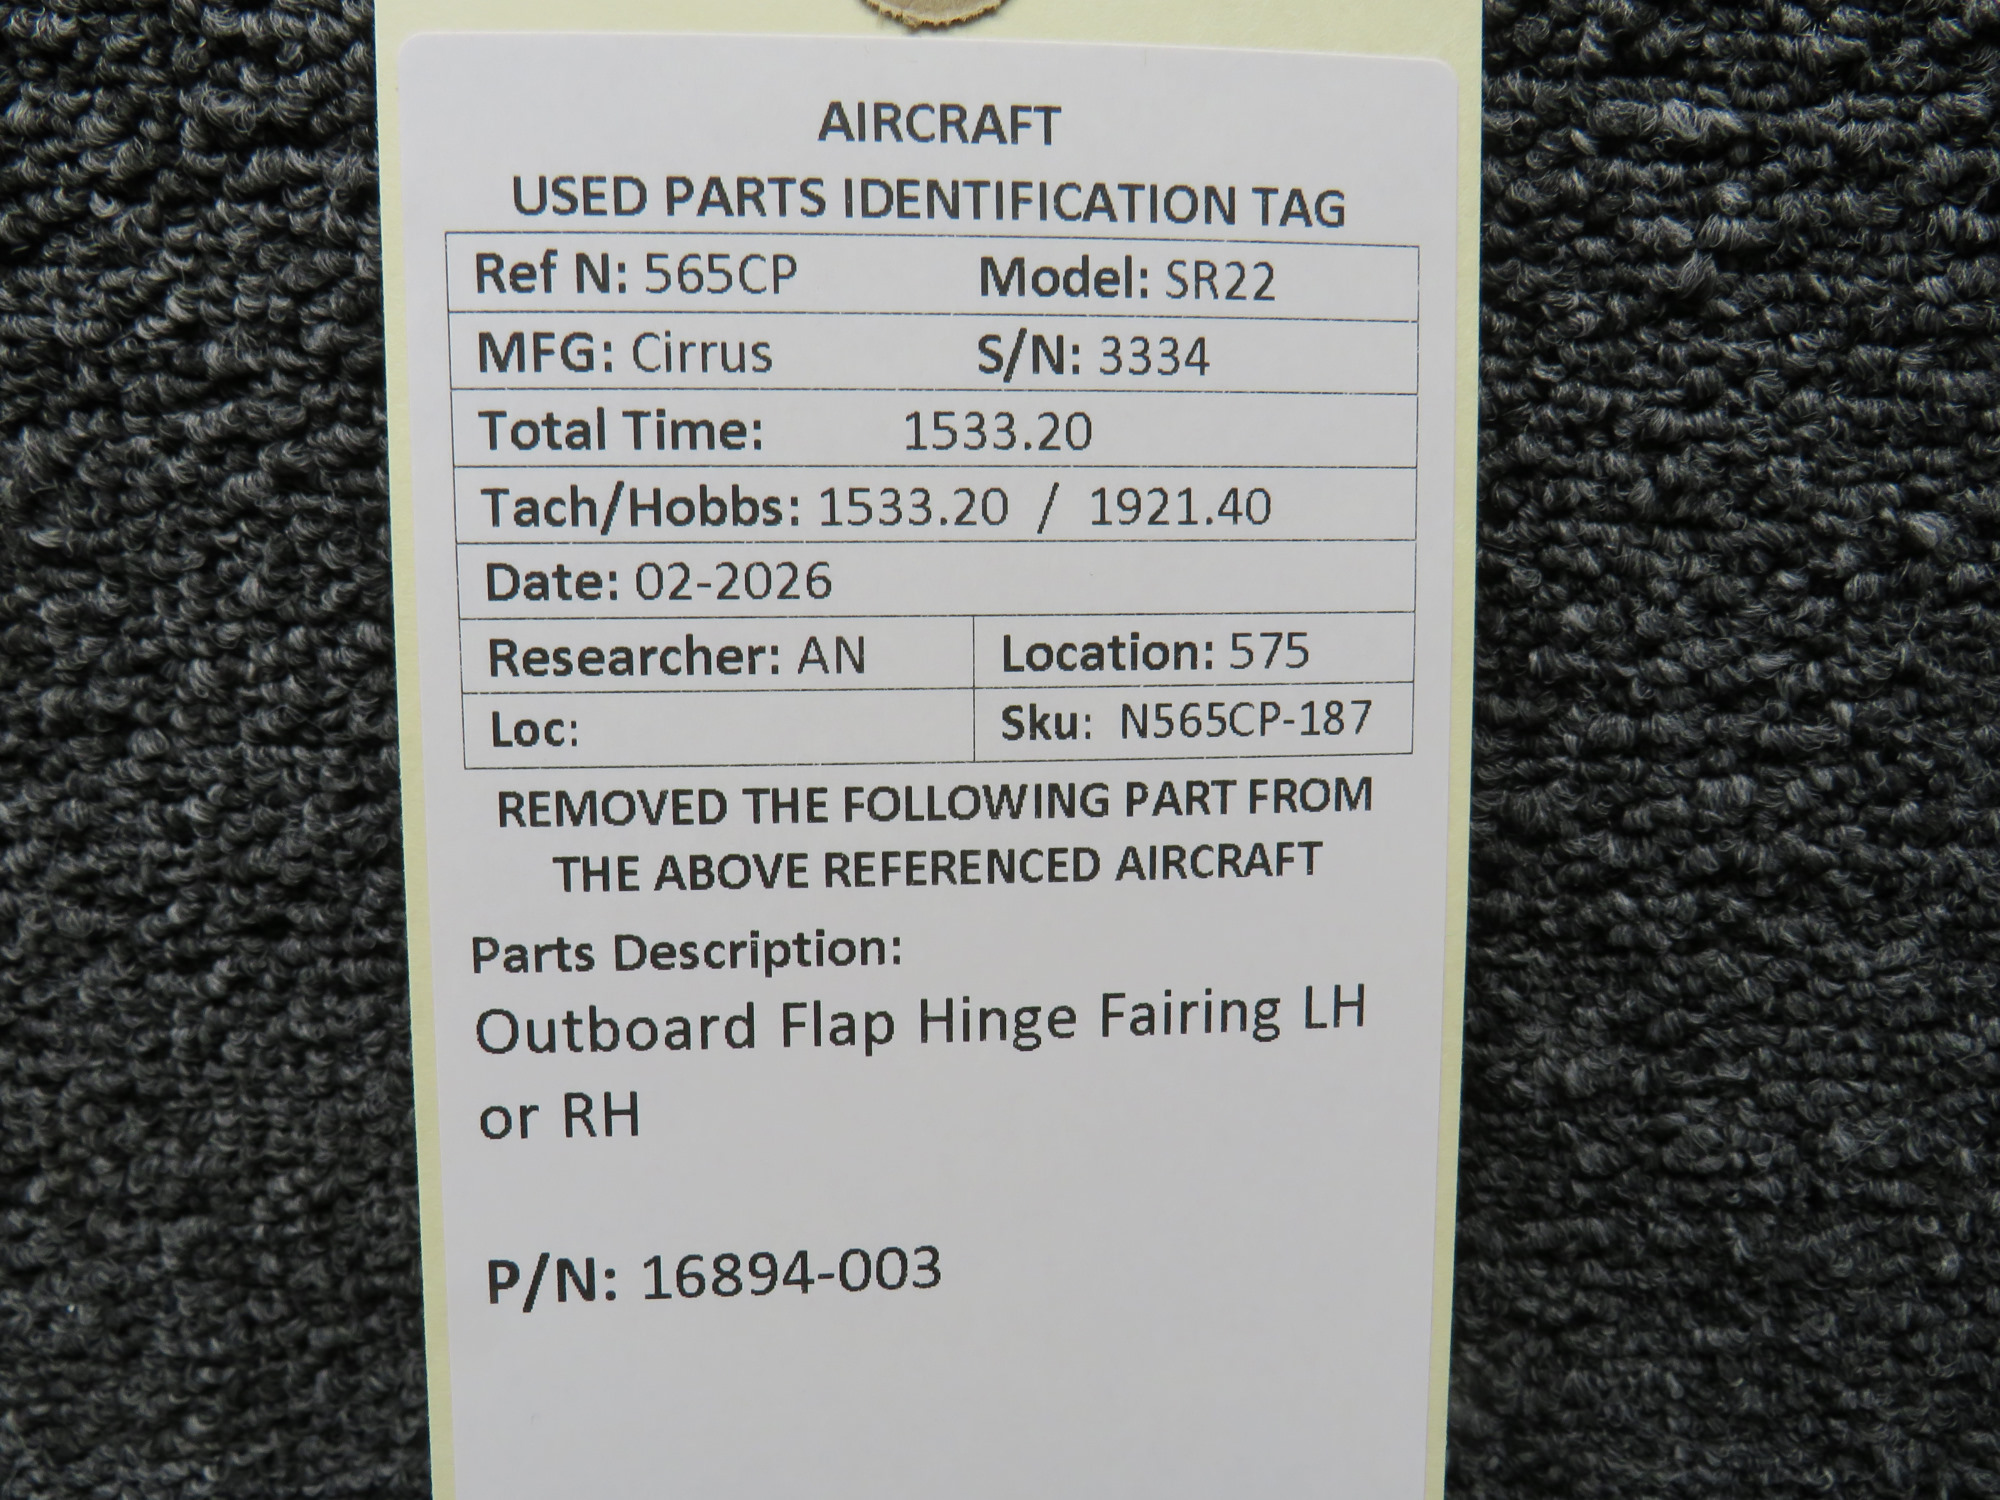 AIRCRAFT
USED PARTS IDENTIFICATION TAG
Ref N: 565CP Model: SR22
MFG: Cirrus S/N: 3334
Total Time: 1533.20
Tach/Hobbs: 1533.20 / 1921.40
Date: 02-2026
Researcher: AN Location: 575
Loc: Sku: N565CP-187
REMOVED THE FOLLOWING PART FROM
THE ABOVE REFERENCED AIRCRAFT
Parts Description:
Outboard Flap Hinge Fairing LH
or RH
P/N: 16894-003